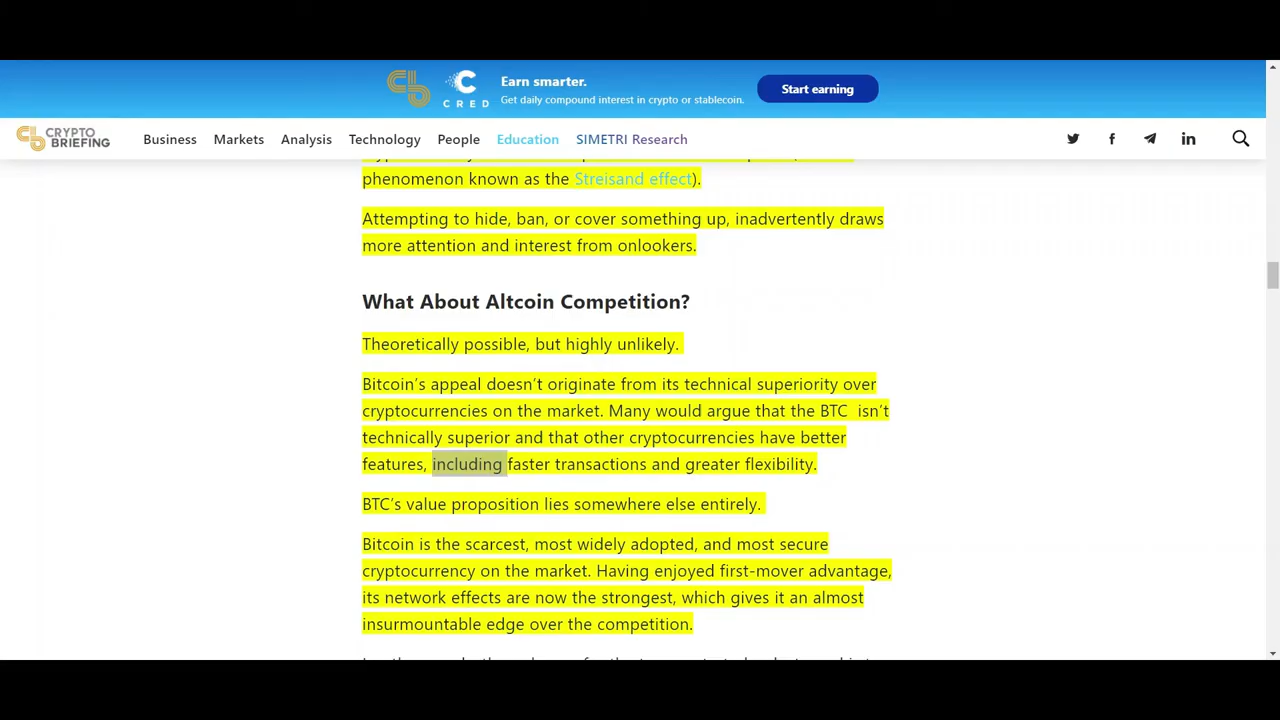 Earn smarter.
CRED
Get daily compound interest in crypto or stablecoin.
Start earning
CRYPTO
BRIEFING
Business Markets Analysis Technology People Education SIMETRI Research
phenomenon known as the Streisand effect).
Attempting to hide, ban, or cover something up, inadvertently draws
more attention and interest from onlookers.
What About Altcoin Competition?
Theoretically possible, but highly unlikely.
Bitcoin’s appeal doesn’t originate from its technical superiority over
cryptocurrencies on the market. Many would argue that the BTC isn’t
technically superior and that other cryptocurrencies have better
features, including faster transactions and greater flexibility.
BTC’s value proposition lies somewhere else entirely.
Bitcoin is the scarcest, most widely adopted, and most secure
cryptocurrency on the market. Having enjoyed first-mover advantage,
its network effects are now the strongest, which gives it an almost
insurmountable edge over the competition.